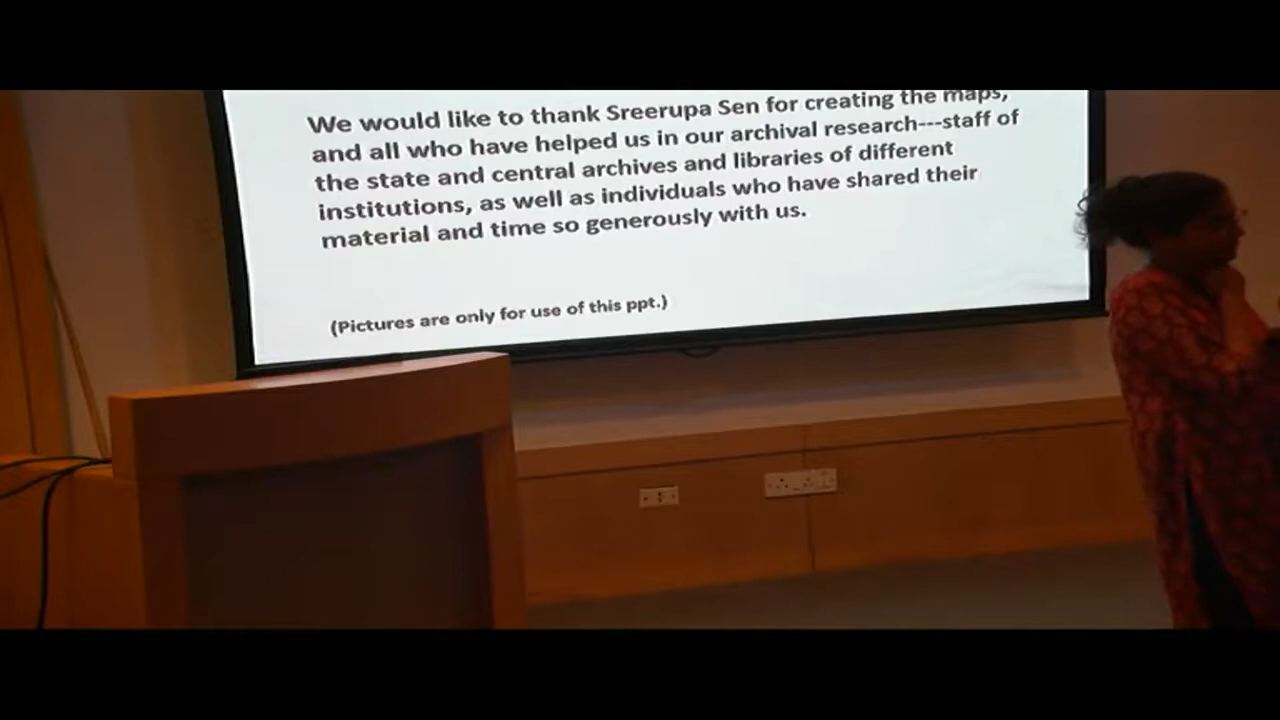 We would like to thank Sreerupa Sen for creating the maps,
and all who have helped us in our archival research---staff of
the state and central archives and libraries of different
institutions, as well as individuals who have shared their
material and time so generously with us.
(Pictures are only for use of this ppt.)